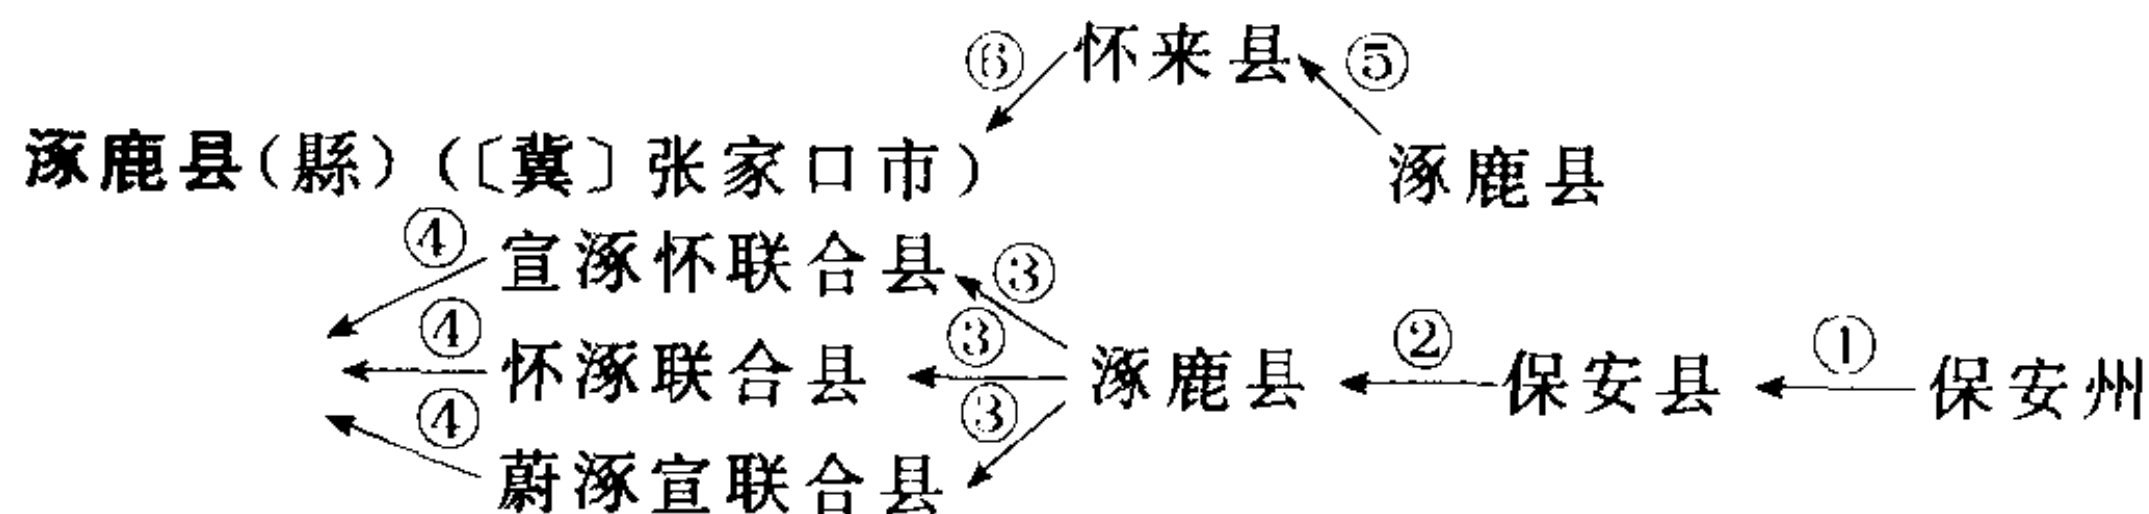 ⑥ 怀来县 ⑤
涿鹿县(縣)(〔冀〕张家口市) 涿鹿县
④ 宣涿怀联合县 ③
④ 怀涿联合县 ③ 涿鹿县 ② 保安县 ① 保安州
④ 蔚涿宣联合县 ③